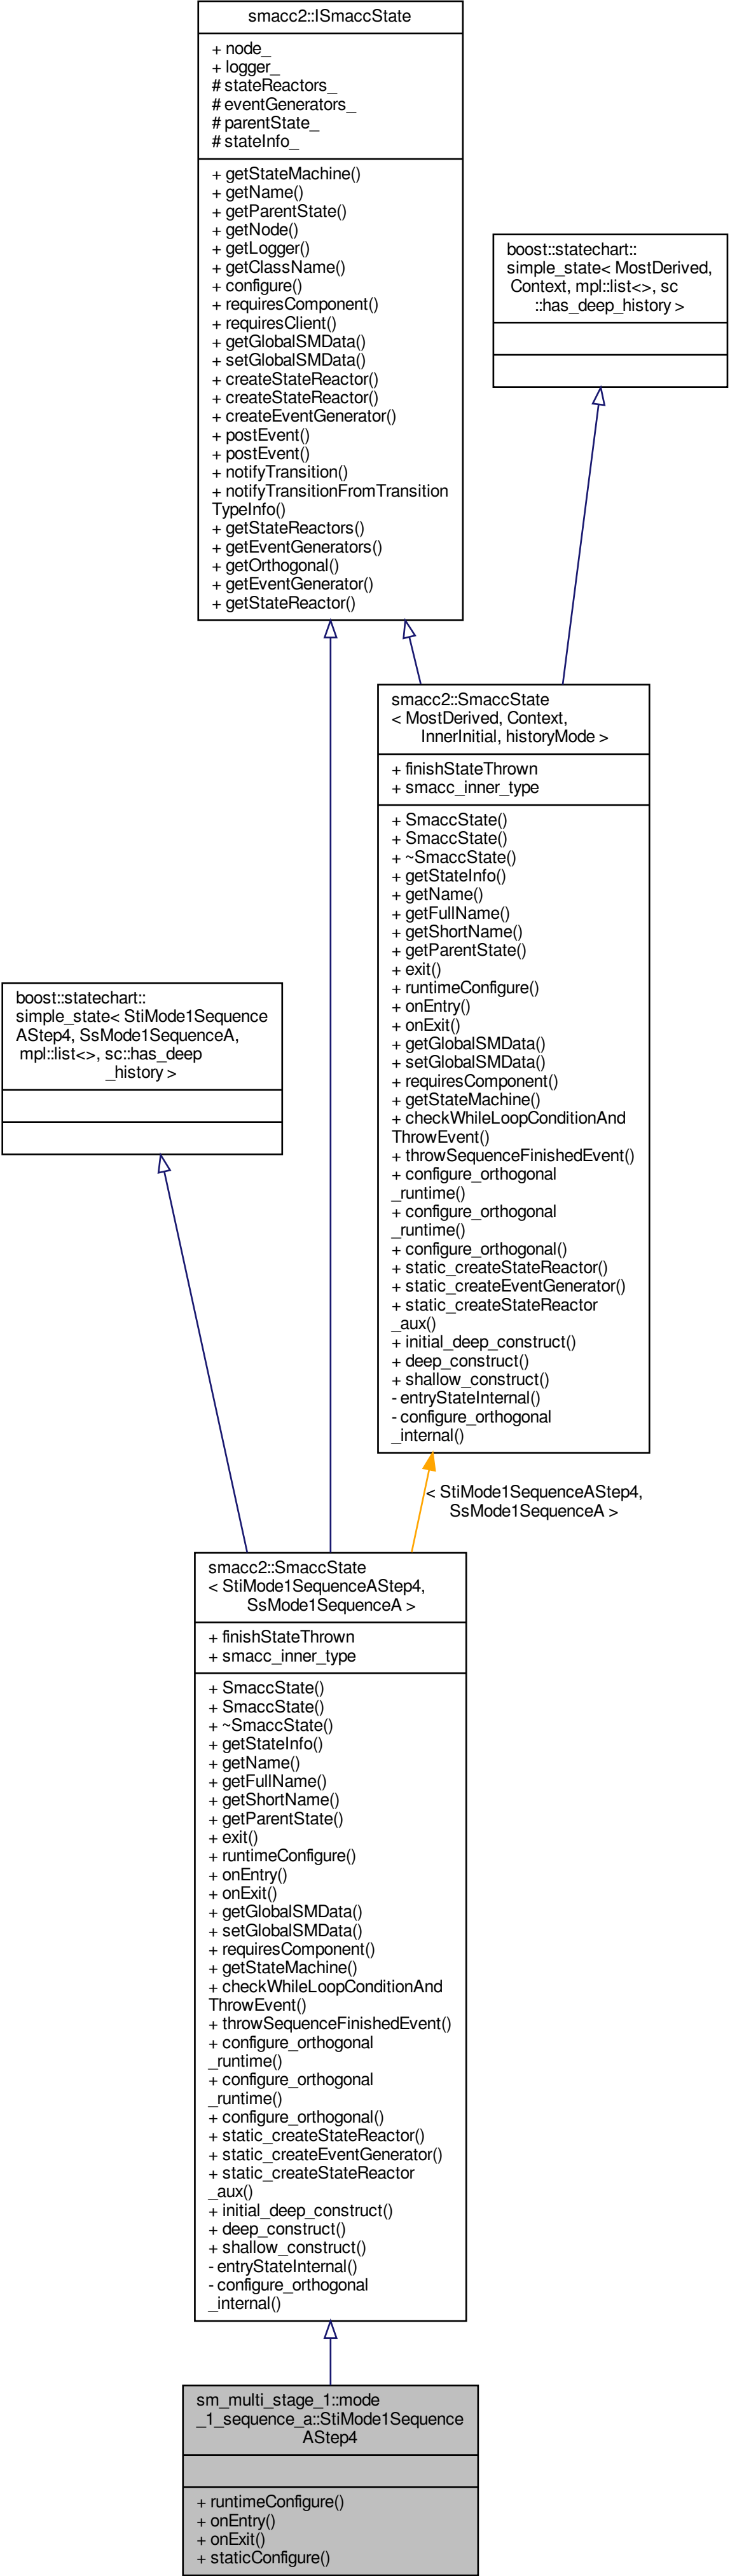 smacc2::ISmaccState
+ node_
+ logger_
# stateReactors_
# eventGenerators_
# parentState_
# stateInfo_
+ getStateMachine()
+ getName()
+ getParentState()
+ getNode()
+ getLogger()
+ getClassName()
+ configure()
+ requiresComponent()
+ requiresClient()
+ getGlobalSMData()
+ setGlobalSMData()
+ createStateReactor()
+ createStateReactor()
+ createEventGenerator()
+ postEvent()
+ postEvent()
+ notifyTransition()
+ notifyTransitionFromTransition
TypeInfo()
+ getStateReactors()
+ getEventGenerators()
+ getOrthogonal()
+ getEventGenerator()
+ getStateReactor()
boost::statechart::
simple_state< MostDerived,
Context, mpl::list<>, sc
::has_deep_history >
smacc2::SmaccState
< MostDerived, Context,
InnerInitial, historyMode >
+ finishStateThrown
+ smacc_inner_type
+ SmaccState()
+ SmaccState()
+ ~SmaccState()
+ getStateInfo()
+ getName()
+ getFullName()
+ getShortName()
+ getParentState()
+ exit()
+ runtimeConfigure()
+ onEntry()
+ onExit()
+ getGlobalSMData()
+ setGlobalSMData()
+ requiresComponent()
+ getStateMachine()
+ checkWhileLoopConditionAnd
ThrowEvent()
+ throwSequenceFinishedEvent()
+ configure_orthogonal
_runtime()
+ configure_orthogonal
_runtime()
+ configure_orthogonal()
+ static_createStateReactor()
+ static_createEventGenerator()
+ static_createStateReactor
_aux()
+ initial_deep_construct()
+ deep_construct()
+ shallow_construct()
- entryStateInternal()
- configure_orthogonal
_internal()
boost::statechart::
simple_state< StiMode1Sequence
AStep4, SsMode1SequenceA,
mpl::list<>, sc::has_deep
_history >
< StiMode1SequenceAStep4,
SsMode1SequenceA >
smacc2::SmaccState
< StiMode1SequenceAStep4,
SsMode1SequenceA >
+ finishStateThrown
+ smacc_inner_type
+ SmaccState()
+ SmaccState()
+ ~SmaccState()
+ getStateInfo()
+ getName()
+ getFullName()
+ getShortName()
+ getParentState()
+ exit()
+ runtimeConfigure()
+ onEntry()
+ onExit()
+ getGlobalSMData()
+ setGlobalSMData()
+ requiresComponent()
+ getStateMachine()
+ checkWhileLoopConditionAnd
ThrowEvent()
+ throwSequenceFinishedEvent()
+ configure_orthogonal
_runtime()
+ configure_orthogonal
_runtime()
+ configure_orthogonal()
+ static_createStateReactor()
+ static_createEventGenerator()
+ static_createStateReactor
_aux()
+ initial_deep_construct()
+ deep_construct()
+ shallow_construct()
- entryStateInternal()
- configure_orthogonal
_internal()
sm_multi_stage_1::mode
_1_sequence_a::StiMode1Sequence
AStep4
+ runtimeConfigure()
+ onEntry()
+ onExit()
+ staticConfigure()